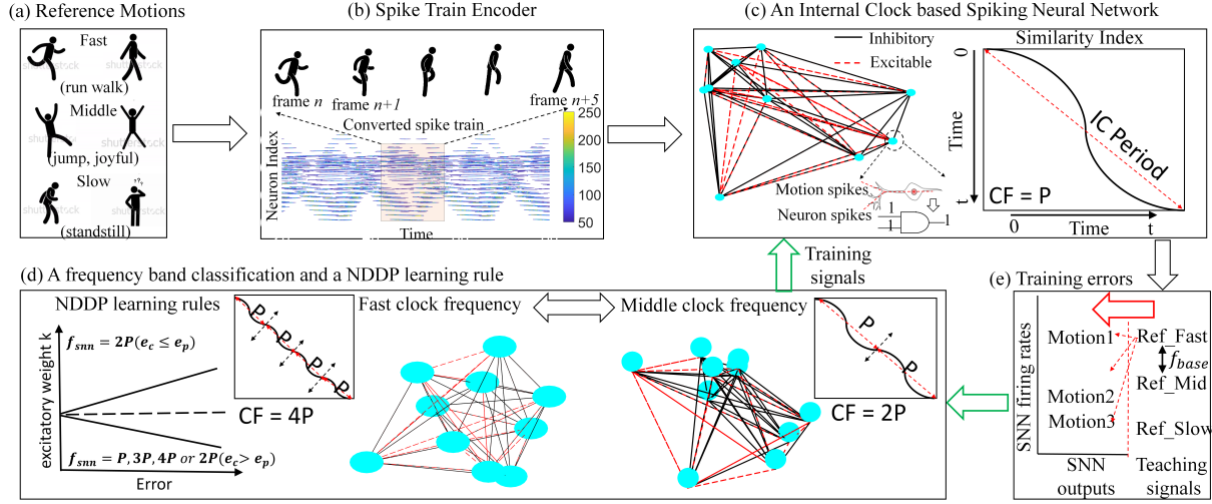 (a) Reference Motions
Fast
(run walk)
Middle
(jump, joyful)
Slow
(standstill)
(b) Spike Train Encoder
frame n
frame n+1
frame n+5
Converted spike train
Neuron Index
Time
250
200
150
100
50
(c) An Internal Clock based Spiking Neural Network
Inhibitory
Excitable
Motion spikes
Neuron spikes
1
1
1
Similarity Index
0
Time
t
IC Period
CF = P
0
Time
t
Training
signals
(d) A frequency band classification and a NDDP learning rule
NDDP learning rules
excitatory weight k
f_snn = 2P(e_c ≤ e_p)
f_snn = P, 3P, 4P or 2P(e_c > e_p)
Error
P
P
P
P
CF = 4P
Fast clock frequency
Middle clock frequency
P
P
CF = 2P
(e) Training errors
SNN firing rates
Motion1
Motion2
Motion3
Ref_Fast
f_base
Ref_Mid
Ref_Slow
SNN
outputs
Teaching
signals